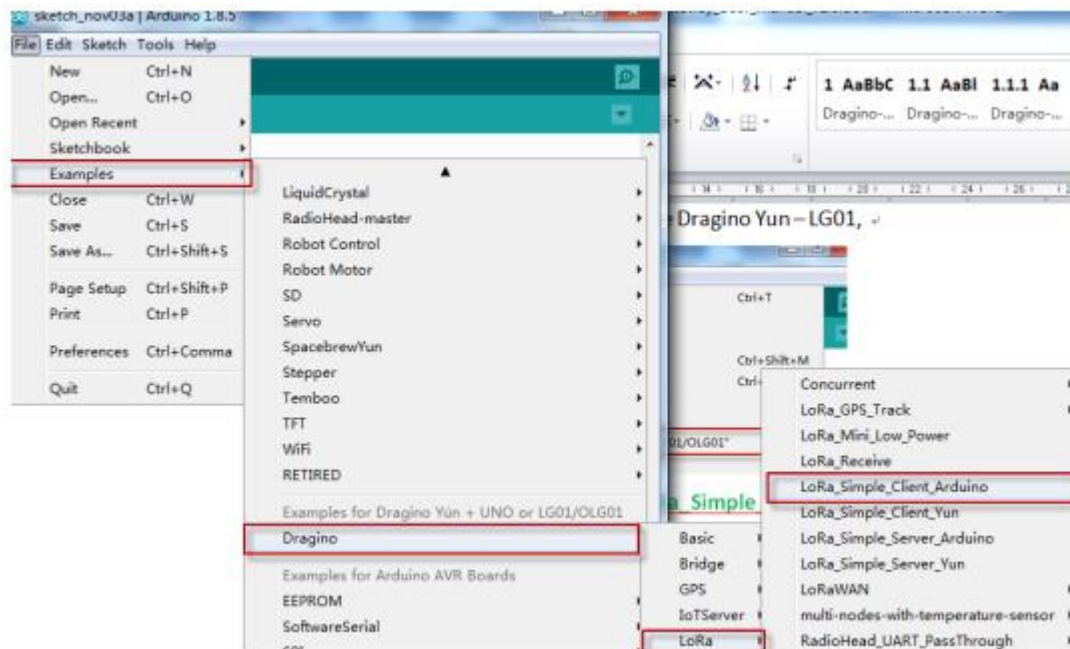 sketch_nov03a | Arduino 1.8.5
File Edit Sketch Tools Help
New Ctrl+N
Open... Ctrl+O
Open Recent
Sketchbook
Examples
Close Ctrl+W
Save Ctrl+S
Save As... Ctrl+Shift+S
Page Setup Ctrl+Shift+P
Print Ctrl+P
Preferences Ctrl+Comma
Quit Ctrl+Q
LiquidCrystal
RadioHead-master
Robot Control
Robot Motor
SD
Servo
SpacebrewYun
Stepper
Temboo
TFT
WiFi
RETIRED
Examples for Dragino Yún + UNO or LG01/OLG01
Dragino
Examples for Arduino AVR Boards
EEPROM
SoftwareSerial
1 AaBbC 1.1 AaBl 1.1.1 Aa
Dragino-... Dragino-... Dragino-...
Dragino Yun – LG01,
Ctrl+T
Ctrl+Shift+M
01/OLG01"
a_Simple
Basic
Bridge
GPS
IoTServer
LoRa
Concurrent
LoRa_GPS_Track
LoRa_Mini_Low_Power
LoRa_Receive
LoRa_Simple_Client_Arduino
LoRa_Simple_Client_Yun
LoRa_Simple_Server_Arduino
LoRa_Simple_Server_Yun
LoRaWAN
multi-nodes-with-temperature-sensor
RadioHead_UART_PassThrough